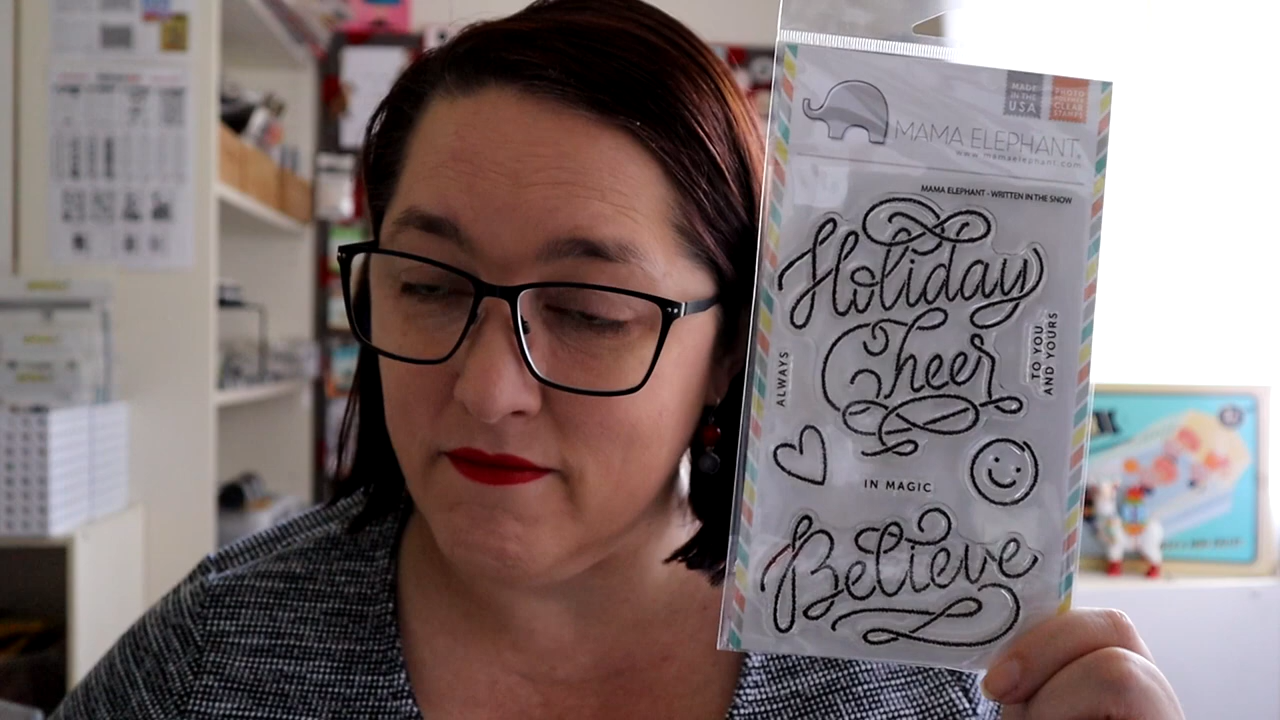 MADE
IN THE
USA
PHOTO
POLYMER
CLEAR
STAMPS
MAMA ELEPHANT
www.mamaelephant.com
MAMA ELEPHANT - WRITTEN IN THE SNOW
Holiday
Cheer
ALWAYS
TO YOU
AND YOURS
IN MAGIC
Believe